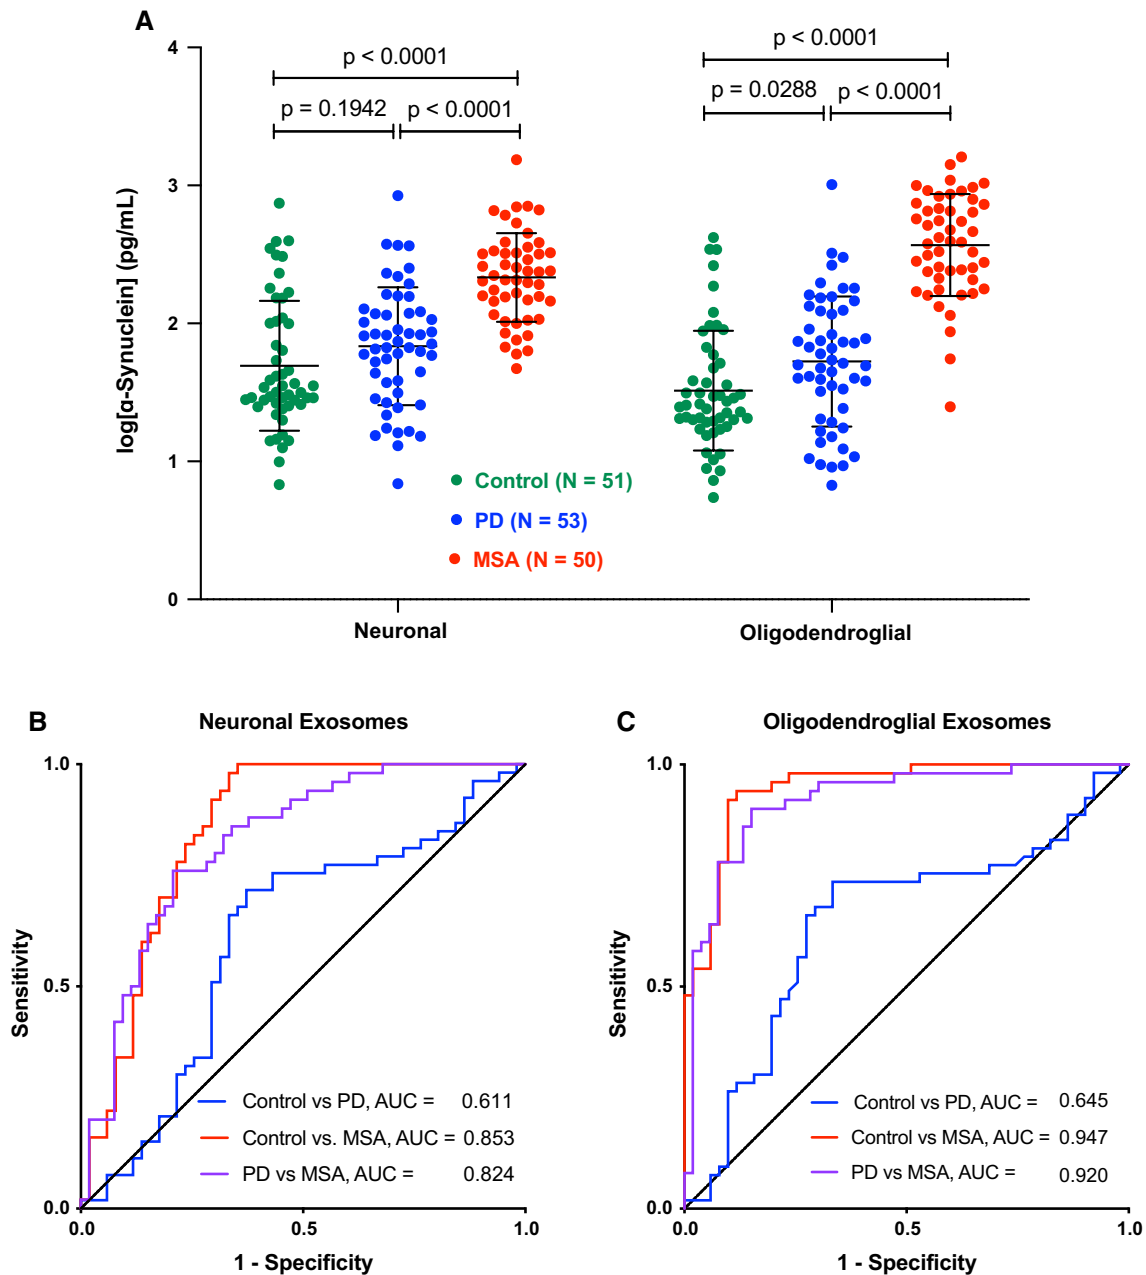 A
4
3
2
1
0
log[α-Synuclein] (pg/mL)
p < 0.0001
p = 0.1942
p < 0.0001
p < 0.0001
p = 0.0288
p < 0.0001
Control (N = 51)
PD (N = 53)
MSA (N = 50)
Neuronal
Oligodendroglial
B
Neuronal Exosomes
1.0
0.5
0.0
Sensitivity
Control vs PD, AUC = 0.611
Control vs. MSA, AUC = 0.853
PD vs MSA, AUC = 0.824
0.0
0.5
1.0
1 - Specificity
C
Oligodendroglial Exosomes
1.0
0.5
0.0
Sensitivity
Control vs PD, AUC = 0.645
Control vs MSA, AUC = 0.947
PD vs MSA, AUC = 0.920
0.0
0.5
1.0
1 - Specificity